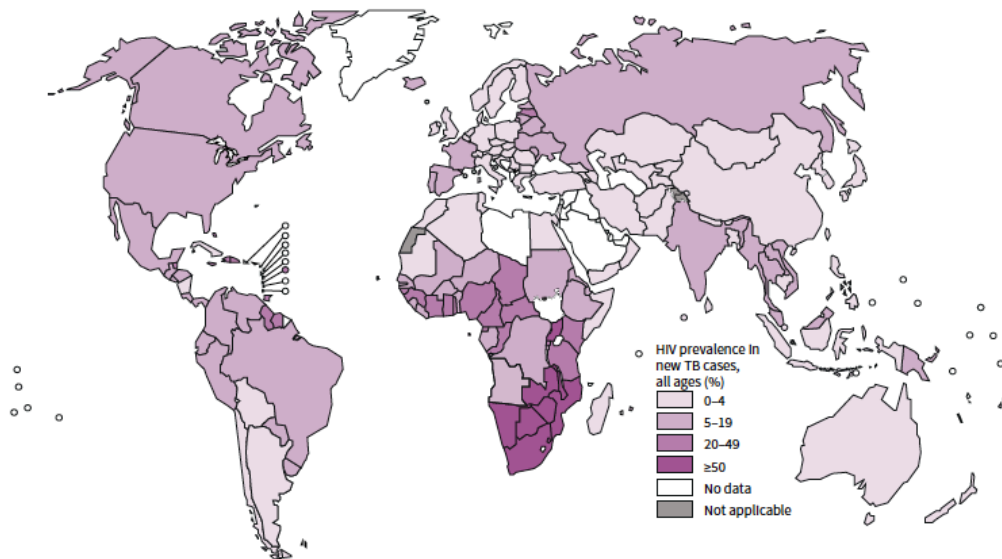 HIV prevalence in
new TB cases,
all ages (%)
0–4
5–19
20–49
≥50
No data
Not applicable